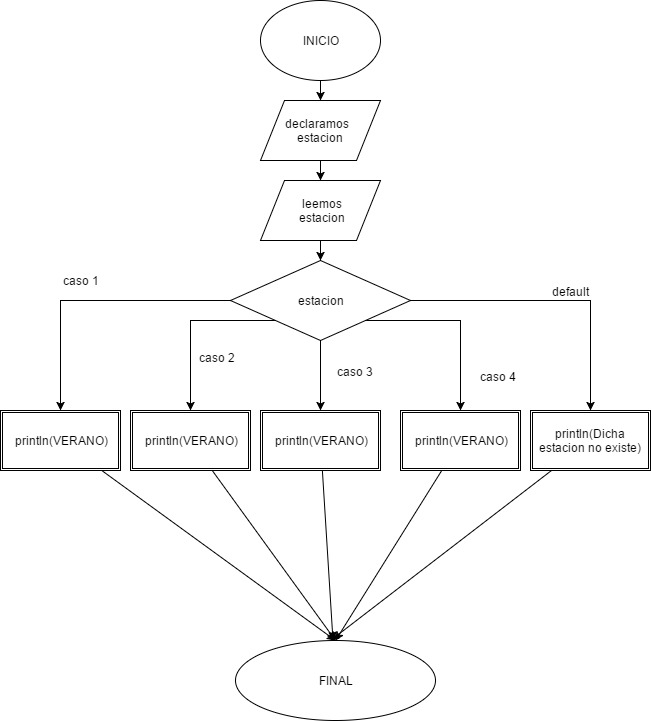 INICIO
declaramos
estacion
leemos
estacion
estacion
caso 1
default
caso 2
caso 3
caso 4
println(VERANO)
println(VERANO)
println(VERANO)
println(VERANO)
println(Dicha
estacion no existe)
FINAL